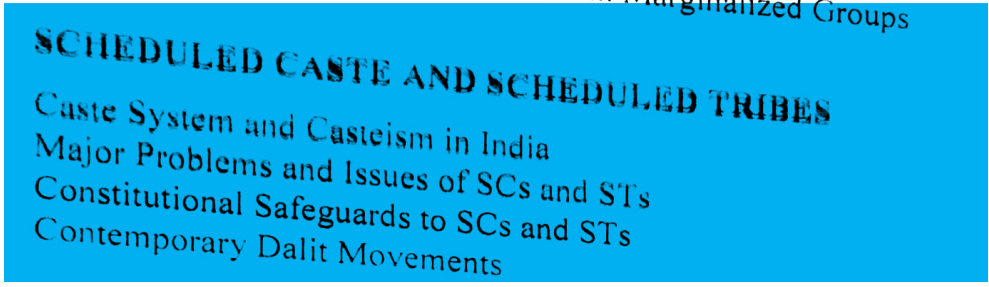 Marginalized Groups
SCHEDULED CASTE AND SCHEDULED TRIBES
Caste System and Casteism in India
Major Problems and Issues of SCs and STs
Constitutional Safeguards to SCs and STs
Contemporary Dalit Movements